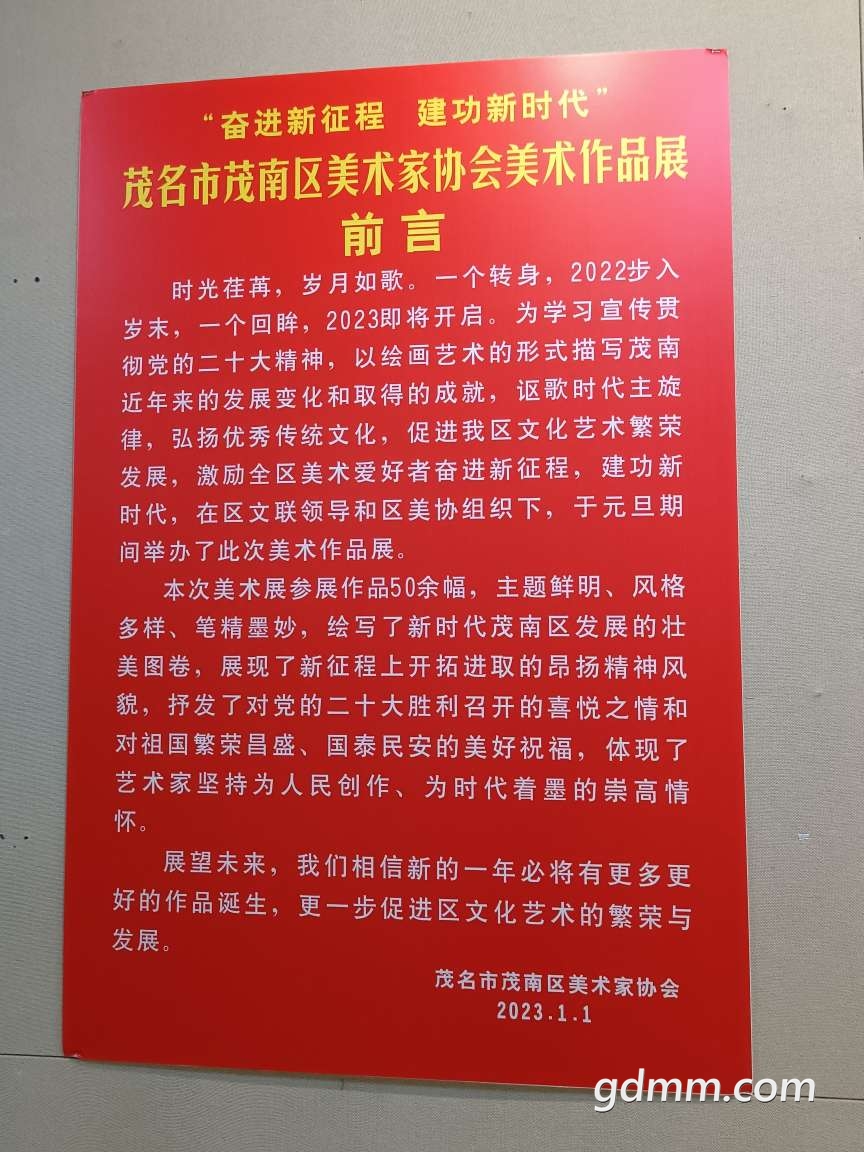 “奋进新征程 建功新时代”
茂名市茂南区美术家协会美术作品展
前言
时光荏苒，岁月如歌。一个转身，2022步入
岁末，一个回眸，2023即将开启。为学习宣传贯
彻党的二十大精神，以绘画艺术的形式描写茂南
近年来的发展变化和取得的成就，讴歌时代主旋
律，弘扬优秀传统文化，促进我区文化艺术繁荣
发展，激励全区美术爱好者奋进新征程，建功新
时代，在区文联领导和区美协组织下，于元旦期
间举办了此次美术作品展。
本次美术展参展作品50余幅，主题鲜明、风格
多样、笔精墨妙，绘写了新时代茂南区发展的壮
美图卷，展现了新征程上开拓进取的昂扬精神风
貌，抒发了对党的二十大胜利召开的喜悦之情和
对祖国繁荣昌盛、国泰民安的美好祝福，体现了
艺术家坚持为人民创作、为时代着墨的崇高情
怀。
展望未来，我们相信新的一年必将有更多更
好的作品诞生，更一步促进区文化艺术的繁荣与
发展。
茂名市茂南区美术家协会
2023.1.1
gdmm.com